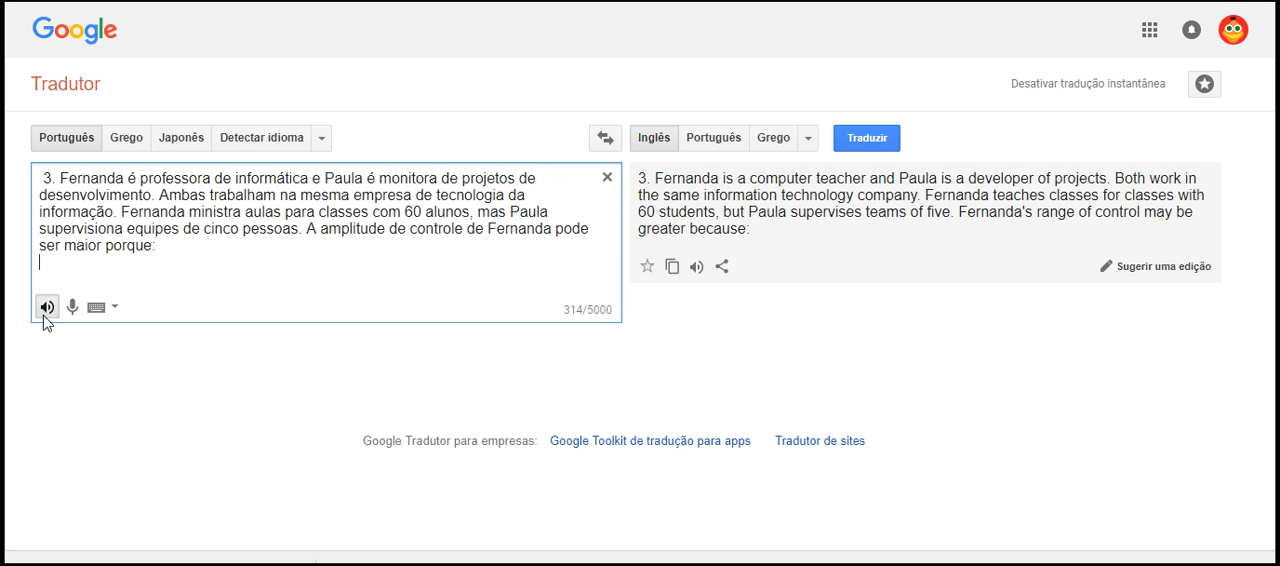 Google
Tradutor
Desativar tradução instantânea
Português Grego Japonês Detectar idioma
Inglês Português Grego Traduzir
3. Fernanda é professora de informática e Paula é monitora de projetos de
desenvolvimento. Ambas trabalham na mesma empresa de tecnologia da
informação. Fernanda ministra aulas para classes com 60 alunos, mas Paula
supervisiona equipes de cinco pessoas. A amplitude de controle de Fernanda pode
ser maior porque:
314/5000
3. Fernanda is a computer teacher and Paula is a developer of projects. Both work in
the same information technology company. Fernanda teaches classes for classes with
60 students, but Paula supervises teams of five. Fernanda's range of control may be
greater because:
Sugerir uma edição
Google Tradutor para empresas: Google Toolkit de tradução para apps Tradutor de sites